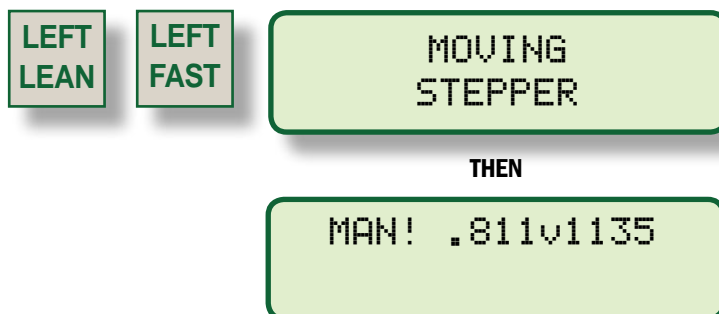 LEFT
LEAN
LEFT
FAST
MOVING
STEPPER
THEN
MAN! .811v1135